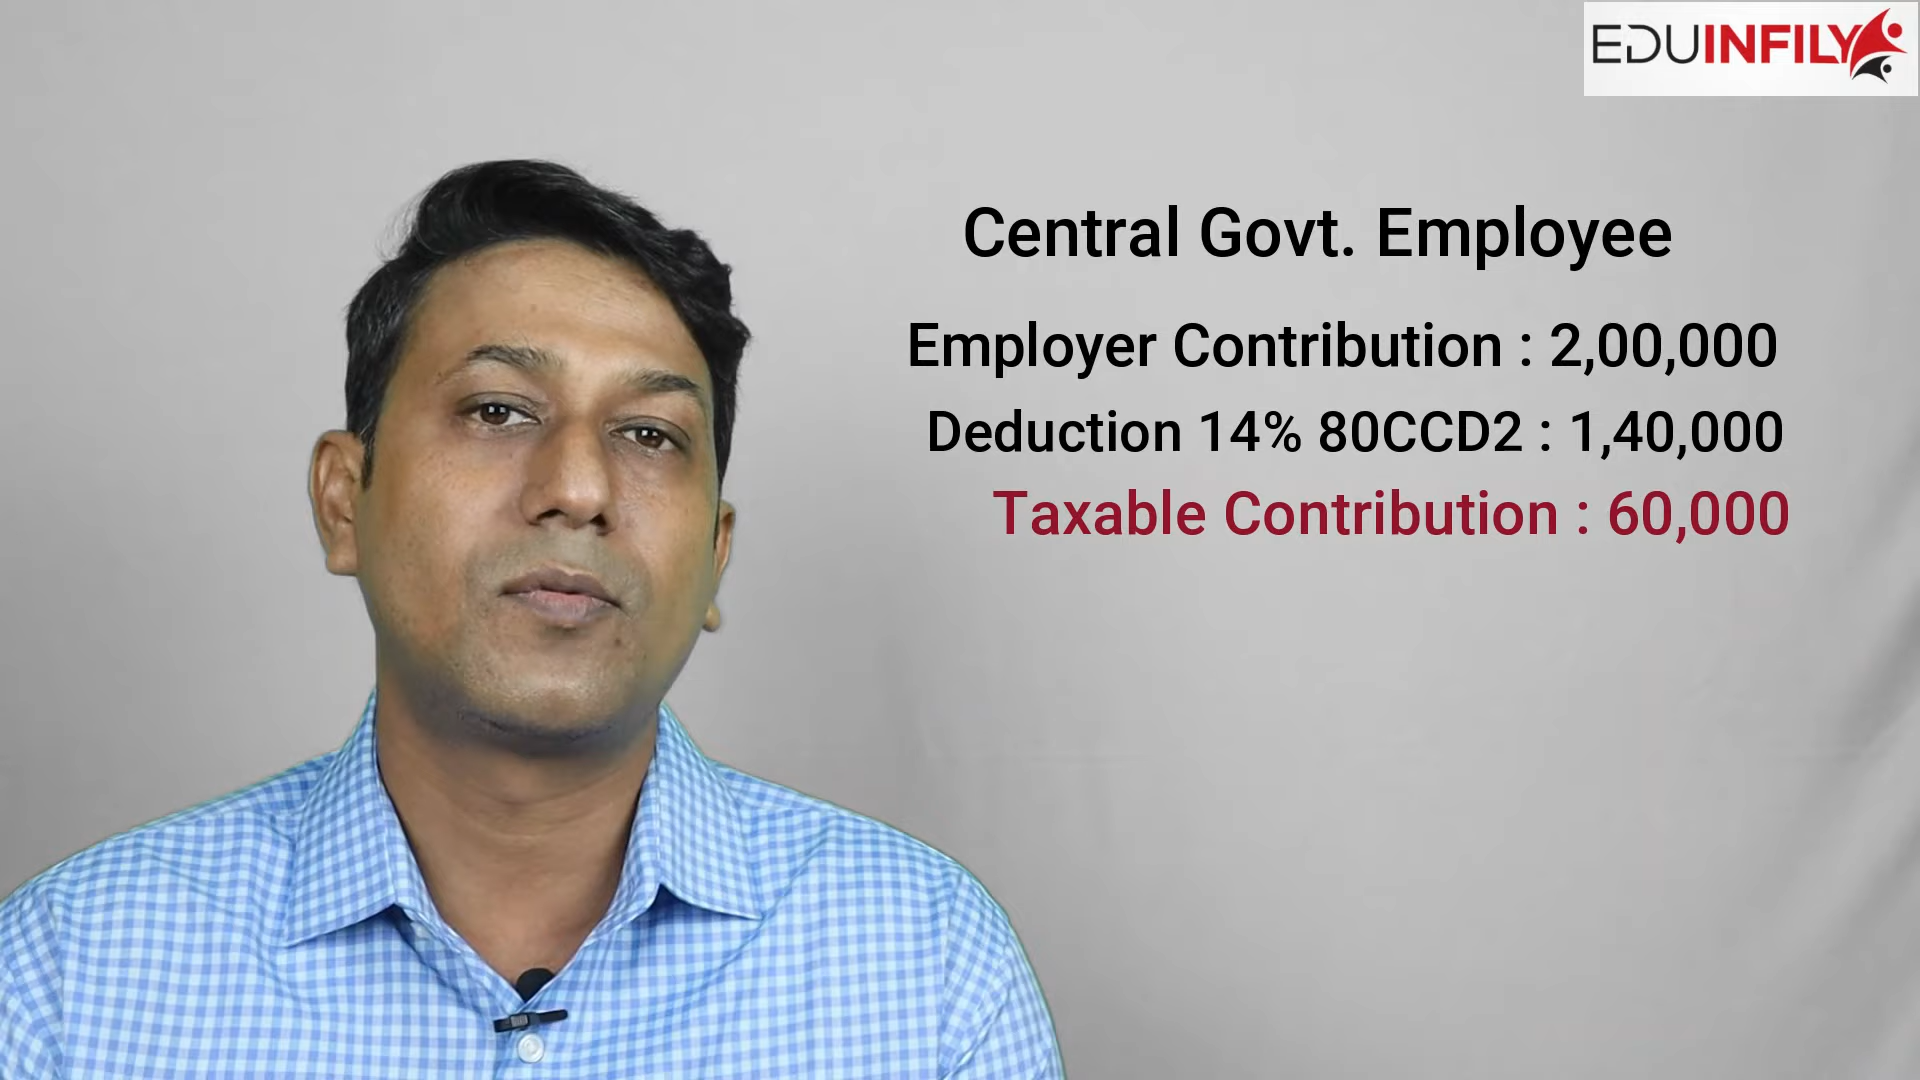 EDUINFILY
Central Govt. Employee
Employer Contribution : 2,00,000
Deduction 14% 80CCD2 : 1,40,000
Taxable Contribution : 60,000